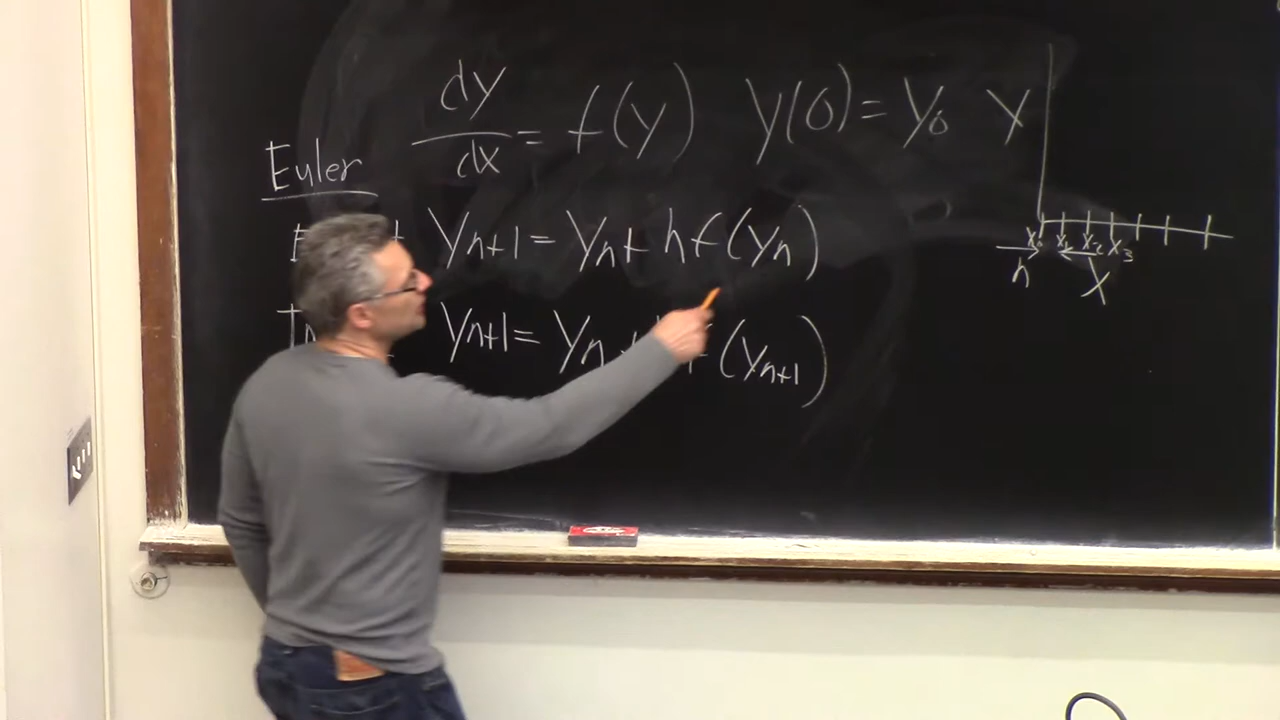 dy/dx = f(y) y(0) = y₀ y
Euler
yn+1 = yn + hf(yn)
x₀ x₁ x₂ x₃
h x
yn+1 = yn + (yn+1)